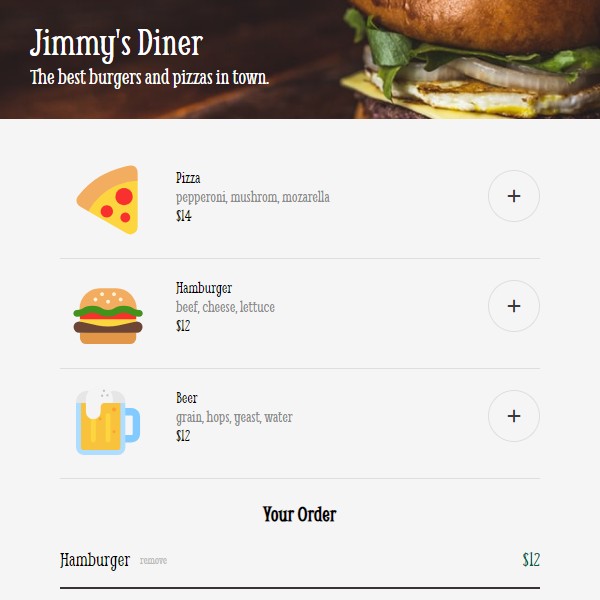 Jimmy's Diner
The best burgers and pizzas in town.
Pizza
pepperoni, mushrom, mozarella
$14
+
Hamburger
beef, cheese, lettuce
$12
+
Beer
grain, hops, yeast, water
$12
+
Your Order
Hamburger remove $12